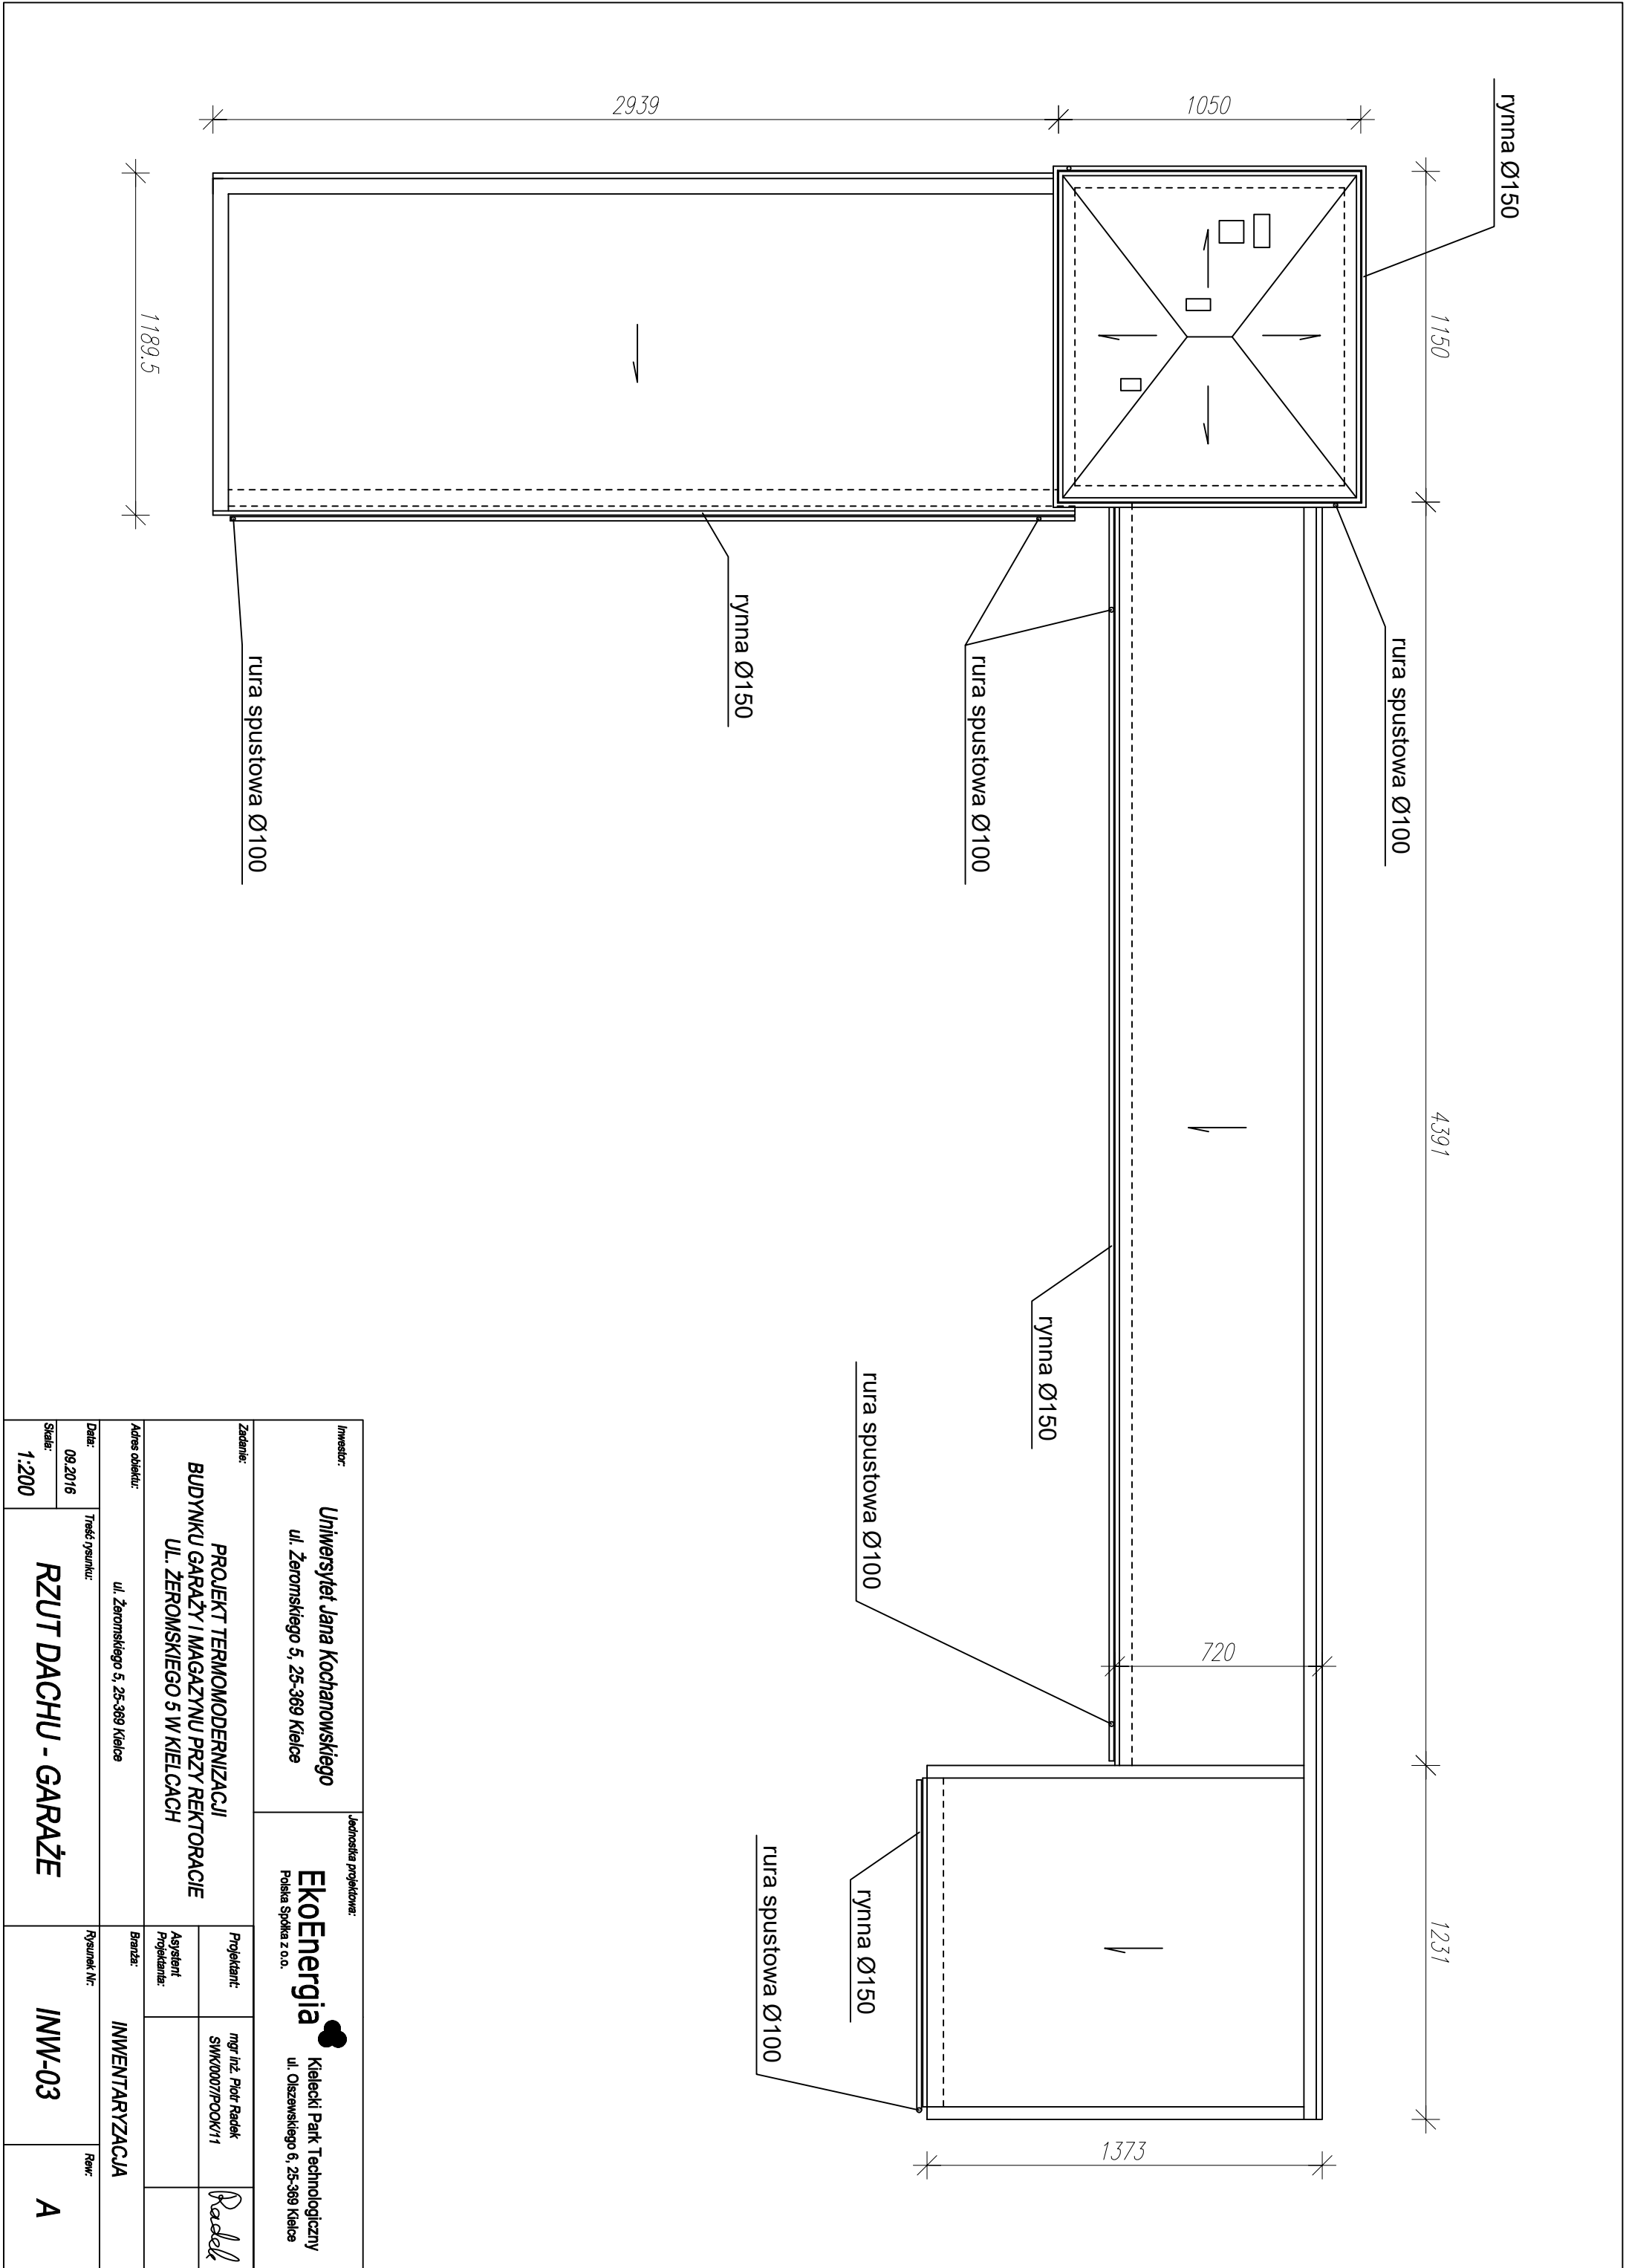 rynna Ø150
1150
4391
1231
1050
2939
1189.5
720
1373
rura spustowa Ø100
rura spustowa Ø100
rynna Ø150
rura spustowa Ø100
rynna Ø150
rura spustowa Ø100
rynna Ø150
rura spustowa Ø100
Inwestor:
Uniwersytet Jana Kochanowskiego
ul. Żeromskiego 5, 25-369 Kielce
Jednostka projektowa:
EkoEnergia
Polska Spółka z o.o.
Kielecki Park Technologiczny
ul. Olszewskiego 6, 25-369 Kielce
Zadanie:
PROJEKT TERMOMODERNIZACJI
BUDYNKU GARAŻY I MAGAZYNU PRZY REKTORACIE
UL. ŻEROMSKIEGO 5 W KIELCACH
Projektant:
mgr inż. Piotr Radek
SWK/0007/POOK/11
Radek
Asystent
Projektanta:
Adres obiektu:
ul. Żeromskiego 5, 25-369 Kielce
Branża:
INWENTARYZACJA
Data:
09.2016
Skala:
1:200
Treść rysunku:
RZUT DACHU - GARAŻE
Rysunek Nr:
INW-03
Rew:
A